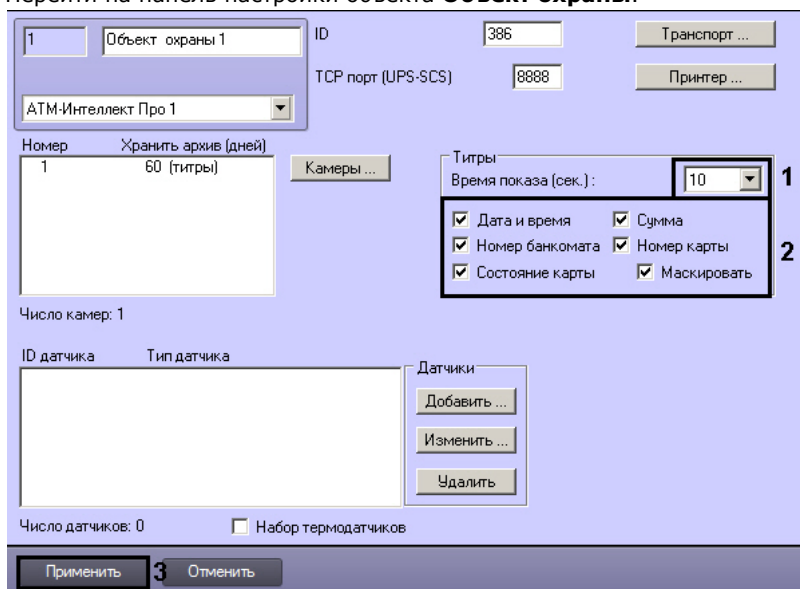 Перейти на панель настройки объекта Объект охраны.
1 Объект охраны 1
ID 386 Транспорт ...
TCP порт (UPS-SCS) 8888 Принтер ...
АТМ-Интеллект Про 1
Номер Хранить архив (дней)
1 60 (титры)
Камеры ...
Титры
Время показа (сек.) : 10 1
Дата и время Сумма
Номер банкомата Номер карты 2
Состояние карты Маскировать
Число камер: 1
ID датчика Тип датчика
Датчики
Добавить ...
Изменить ...
Удалить
Число датчиков: 0 Набор термодатчиков
Применить 3 Отменить